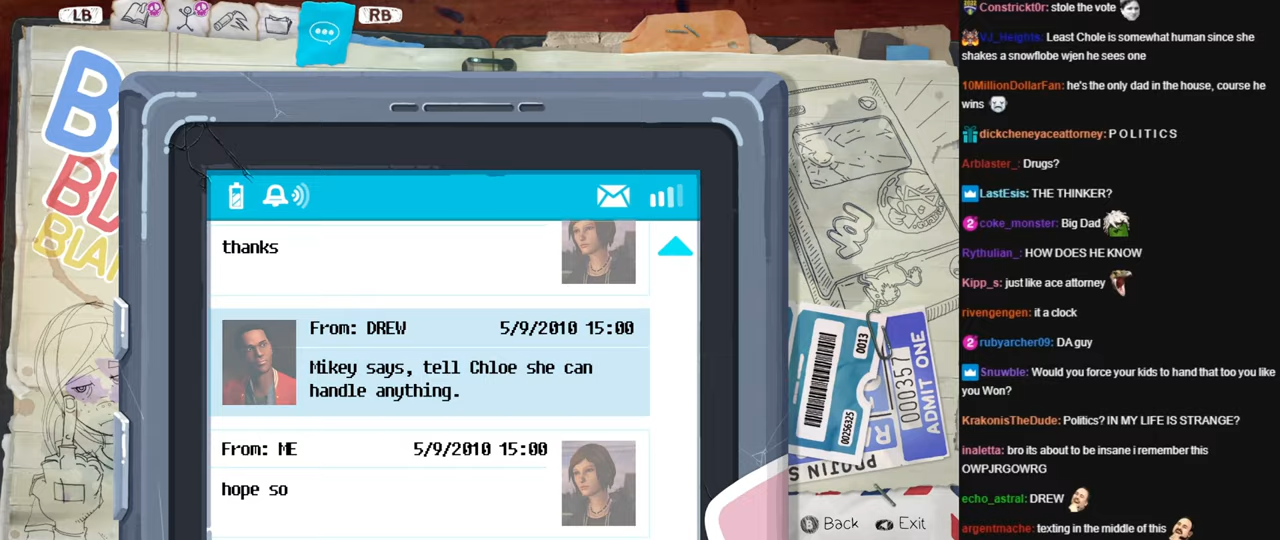 LB
RB
B
BL
BLA
thanks
From: DREW 5/9/2010 15:00
Mikey says, tell Chloe she can
handle anything.
From: ME 5/9/2010 15:00
hope so
0013
00256325
000357
ADMIT ONE
B Back
Exit
Constrickt0r: stole the vote
VJ_Heights: Least Chole is somewhat human since she
shakes a snowflobe wjen he sees one
10MillionDollarFan: he's the only dad in the house, course he
wins
dickcheneyaceattorney: P O L I T I C S
Arblaster_: Drugs?
LastEsis: THE THINKER?
2 coke_monster: Big Dad
Rythulian_: HOW DOES HE KNOW
Kipp_s: just like ace attorney
rivengengen: it a clock
2 rubyarcher09: DA guy
Snuwble: Would you force your kids to hand that too you like
you Won?
KrakonisTheDude: Politics? IN MY LIFE IS STRANGE?
inaletta: bro its about to be insane i remember this
OWPJRGOWRG
echo_astral: DREW
argentmache: texting in the middle of this